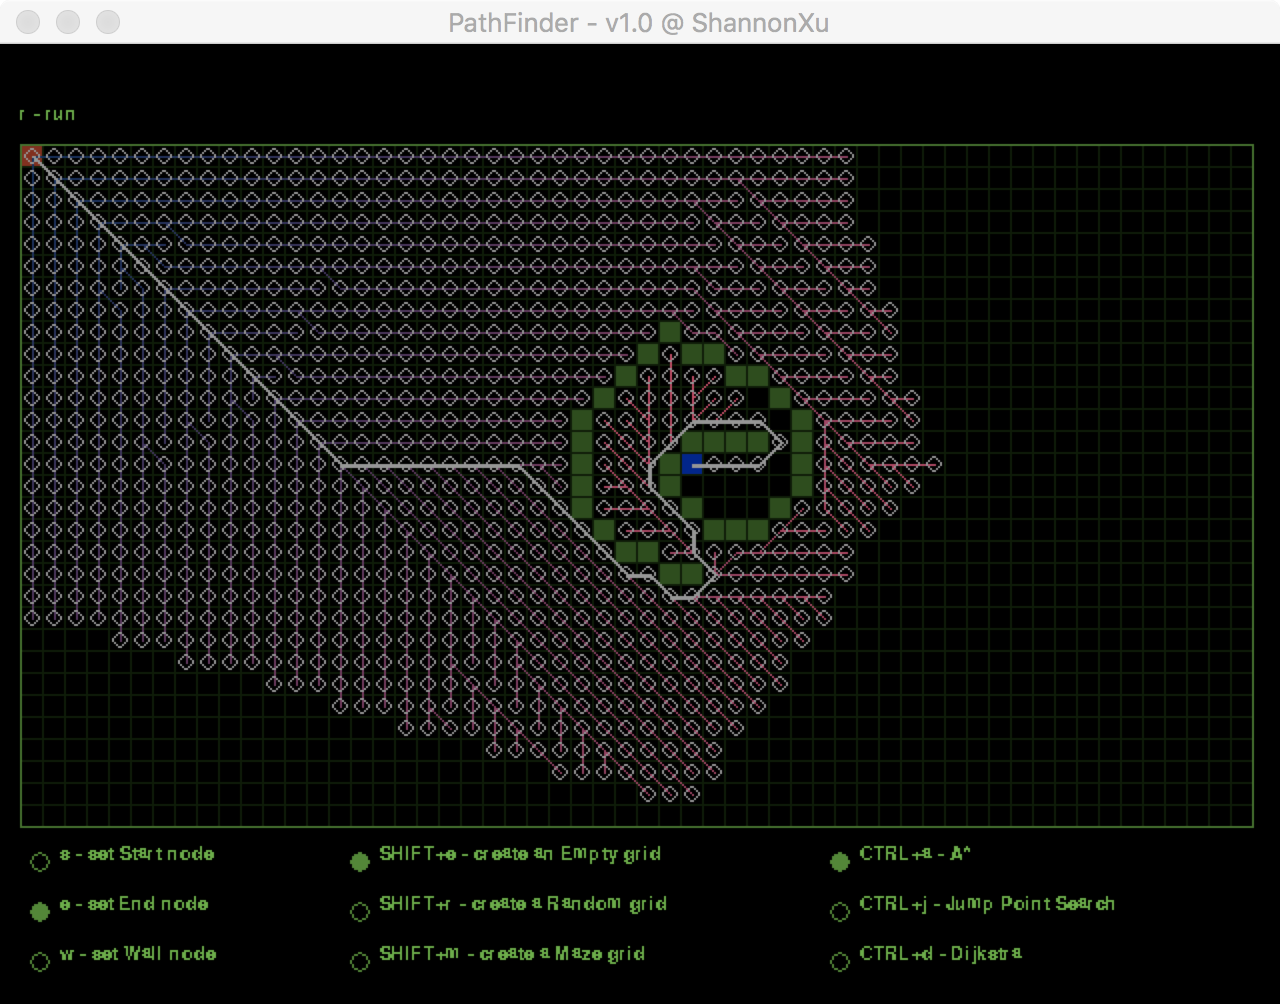 PathFinder - v1.0 @ ShannonXu
r - run
s - set Start node
SHIFT+e - create an Empty grid
CTRL+a - A*
e - set End node
SHIFT+r - create a Random grid
CTRL+j - Jump Point Search
w - set Wall node
SHIFT+m - create a Maze grid
CTRL+d - Dijkstra